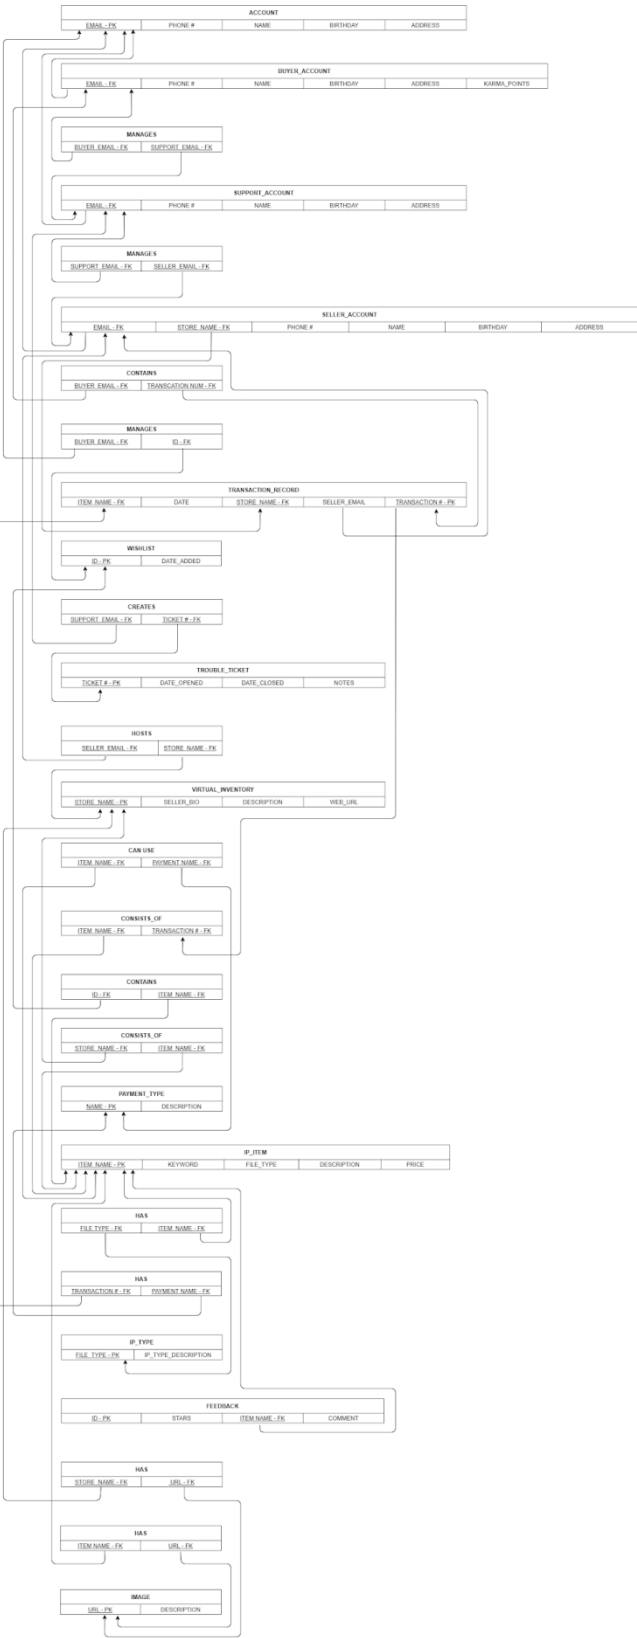 ACCOUNT
EMAIL - PK PHONE # NAME BIRTHDAY ADDRESS
BUYER_ACCOUNT
EMAIL - FK PHONE # NAME BIRTHDAY ADDRESS KARMA_POINTS
MANAGES
BUYER_EMAIL - FK SUPPORT_EMAIL - FK
SUPPORT_ACCOUNT
EMAIL - FK PHONE # NAME BIRTHDAY ADDRESS
MANAGES
SUPPORT_EMAIL - FK SELLER_EMAIL - FK
SELLER_ACCOUNT
EMAIL - FK STORE_NAME - FK PHONE # NAME BIRTHDAY ADDRESS
CONTAINS
BUYER_EMAIL - FK TRANSCATION NUM - FK
MANAGES
BUYER_EMAIL - FK ID - FK
TRANSACTION_RECORD
ITEM_NAME - FK DATE STORE_NAME - FK SELLER_EMAIL TRANSACTION # - PK
WISHLIST
ID - PK DATE_ADDED
CREATES
SUPPORT_EMAIL - FK TICKET # - FK
TROUBLE_TICKET
TICKET # - PK DATE_OPENED DATE_CLOSED NOTES
HOSTS
SELLER_EMAIL - FK STORE_NAME - FK
VIRTUAL_INVENTORY
STORE_NAME - PK SELLER_BIO DESCRIPTION WEB_URL
CAN USE
ITEM_NAME - FK PAYMENT NAME - FK
CONSISTS_OF
ITEM_NAME - FK TRANSACTION # - FK
CONTAINS
ID - FK ITEM_NAME - FK
CONSISTS_OF
STORE_NAME - FK ITEM_NAME - FK
PAYMENT_TYPE
NAME - PK DESCRIPTION
IP_ITEM
ITEM_NAME - PK KEYWORD FILE_TYPE DESCRIPTION PRICE
HAS
FILE TYPE - FK ITEM_NAME - FK
HAS
TRANSACTION # - FK PAYMENT NAME - FK
IP_TYPE
FILE_TYPE - PK IP_TYPE_DESCRIPTION
FEEDBACK
ID - PK STARS ITEM NAME - FK COMMENT
HAS
STORE_NAME - FK URL - FK
HAS
ITEM NAME - FK URL - FK
IMAGE
URL - PK DESCRIPTION